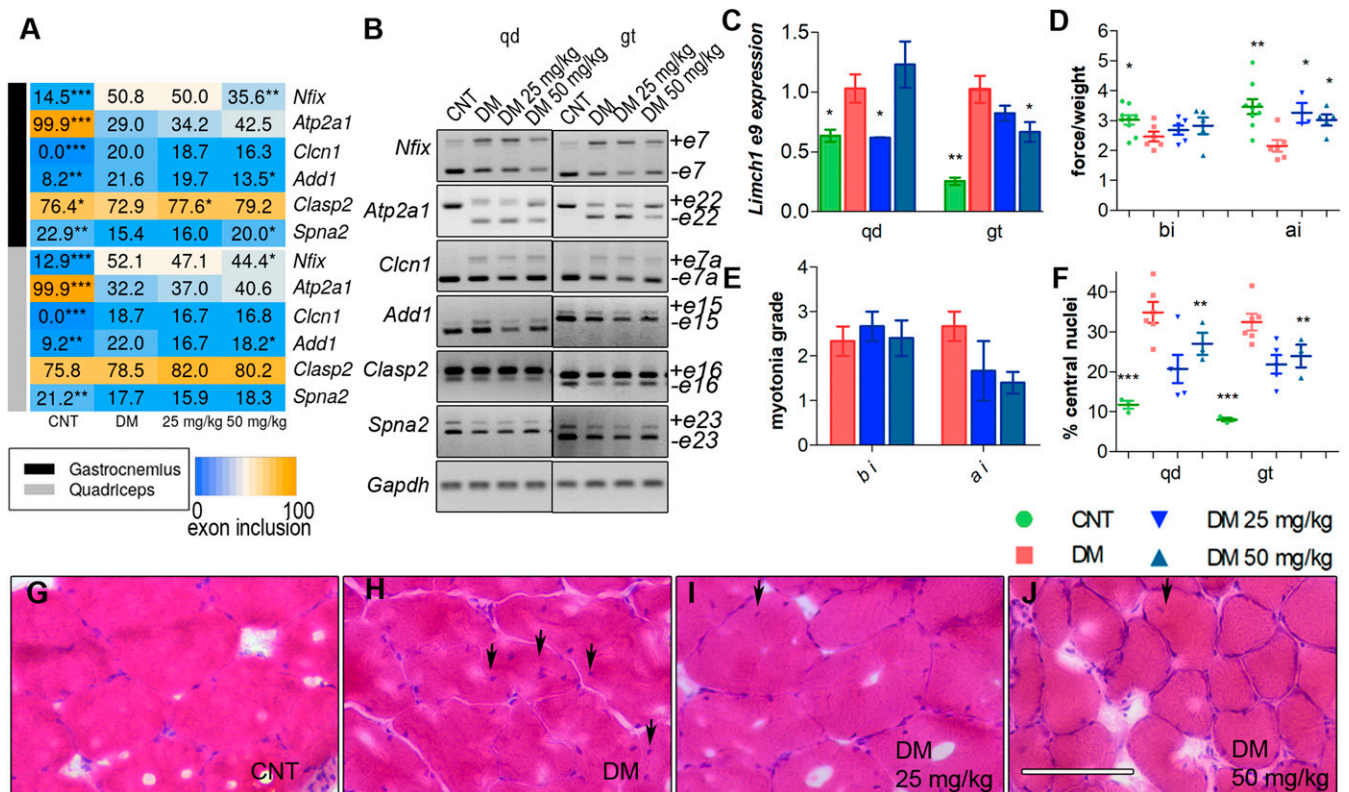 A
14.5*** 50.8 50.0 35.6** Nfix
99.9*** 29.0 34.2 42.5 Atp2a1
0.0*** 20.0 18.7 16.3 Clcn1
8.2** 21.6 19.7 13.5* Add1
76.4* 72.9 77.6* 79.2 Clasp2
22.9** 15.4 16.0 20.0* Spna2
12.9*** 52.1 47.1 44.4* Nfix
99.9*** 32.2 37.0 40.6 Atp2a1
0.0*** 18.7 16.7 16.8 Clcn1
9.2** 22.0 16.7 18.2* Add1
75.8 78.5 82.0 80.2 Clasp2
21.2** 17.7 15.9 18.3 Spna2
CNT DM 25 mg/kg 50 mg/kg
Gastrocnemius
Quadriceps
0 100
exon inclusion
B
qd gt
CNT DM DM 25 mg/kg DM 50 mg/kg CNT DM DM 25 mg/kg DM 50 mg/kg
Nfix +e7
-e7
Atp2a1 +e22
-e22
Clcn1 +e7a
-e7a
Add1 +e15
-e15
Clasp2 +e16
-e16
Spna2 +e23
-e23
Gapdh
C
Limch1 e9 expression
1.5
1.0
0.5
0.0
* * ** *
qd gt
D
force/weight
6
5
4
3
2
1
0
* ** * *
bi ai
E
myotonia grade
4
3
2
1
0
bi ai
F
% central nuclei
40
30
20
10
0
*** ** *** **
qd gt
CNT DM 25 mg/kg
DM DM 50 mg/kg
G
CNT
H
DM
I
DM
25 mg/kg
J
DM
50 mg/kg